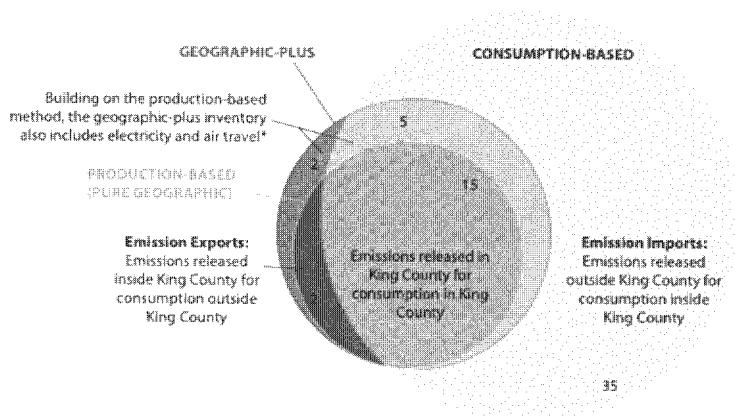 GEOGRAPHIC-PLUS
CONSUMPTION-BASED
Building on the production-based
method, the geographic-plus inventory
also includes electricity and air travel*
5
2
PRODUCTION-BASED
(PURE GEOGRAPHIC)
15
Emission Exports:
Emissions released
inside King County for
consumption outside
King County
2
Emissions released in
King County for
consumption in King
County
Emission Imports:
Emissions released
outside King County for
consumption inside
King County
35